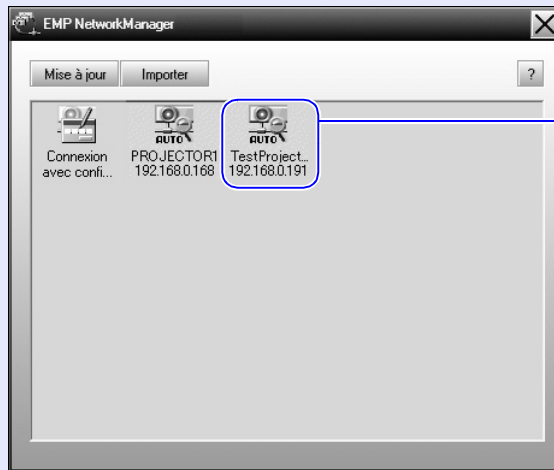 EMP NetworkManager
Mise à jour
Importer
?
Connexion
avec confi...
PROJECTOR1
192.168.0.168
TestProject...
192.168.0.191
AUTO
AUTO